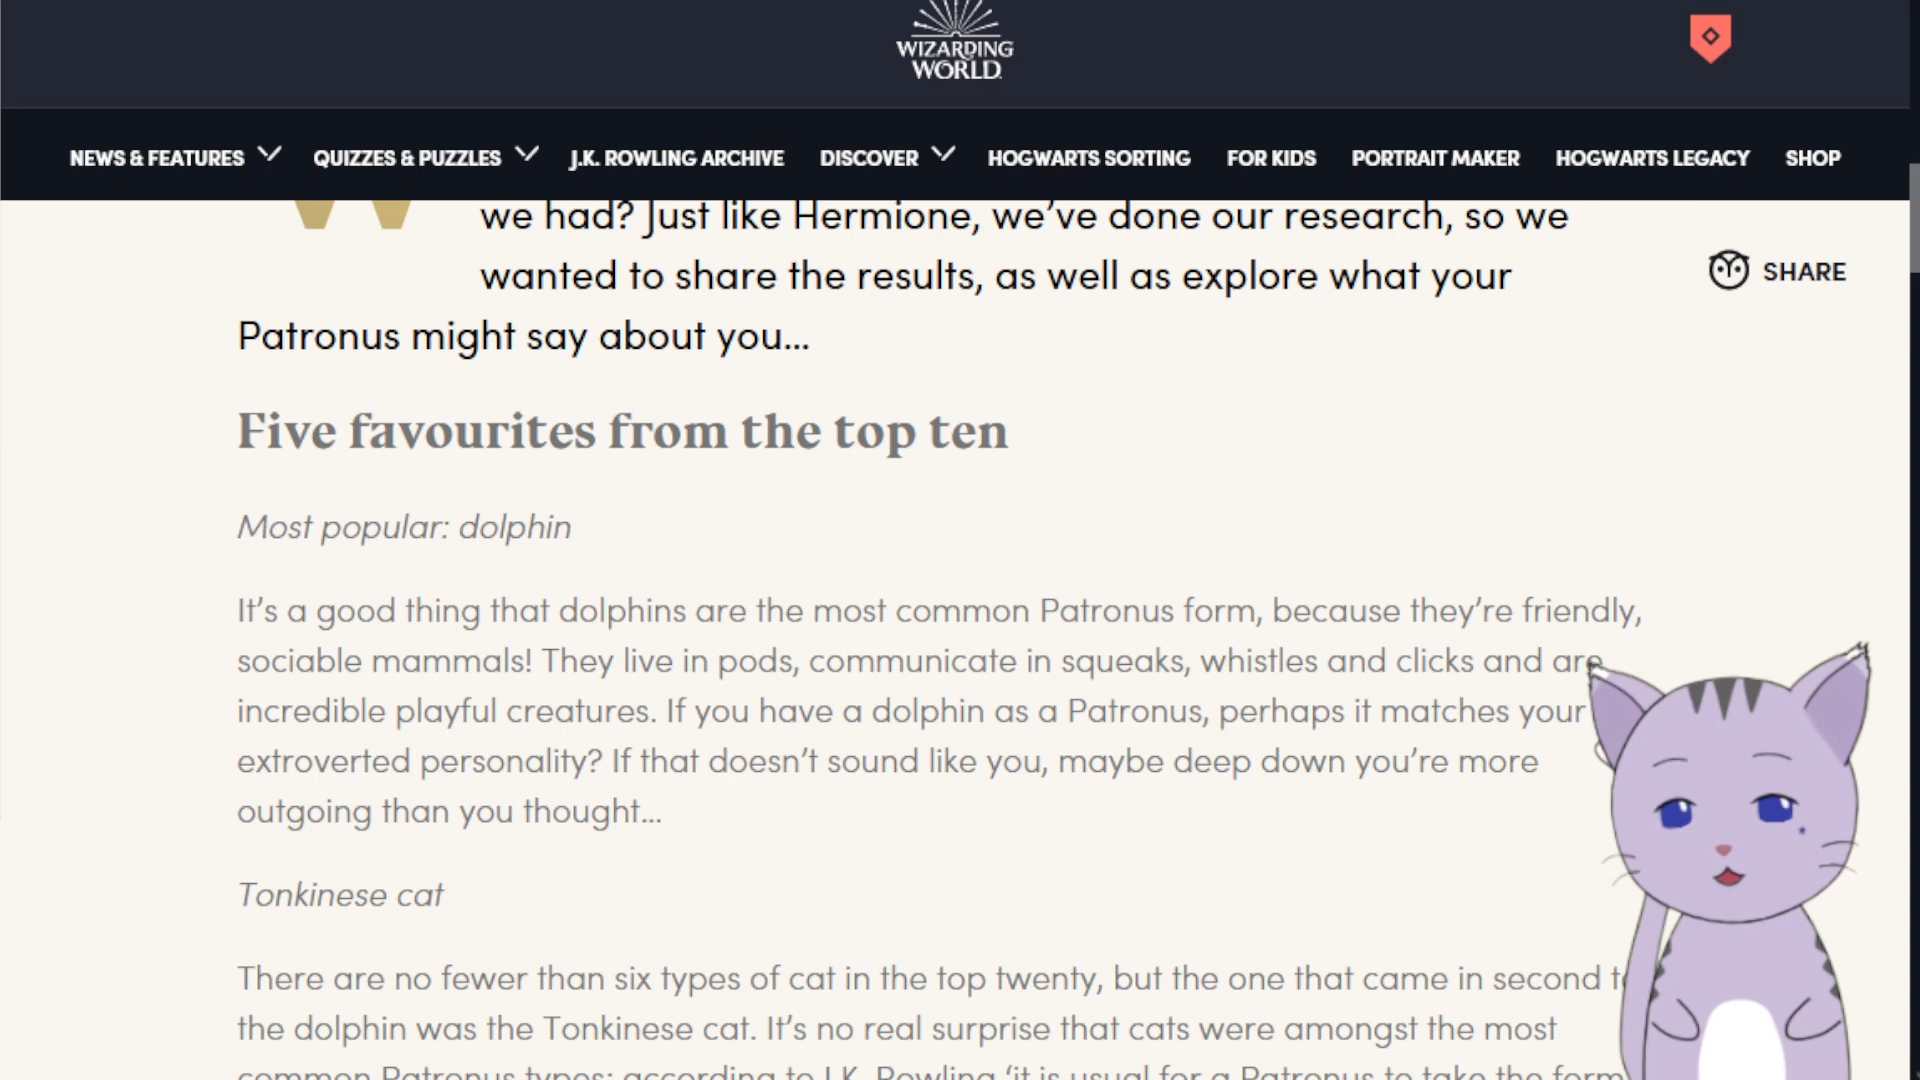 WIZARDING
WORLD
NEWS & FEATURES QUIZZES & PUZZLES J.K. ROWLING ARCHIVE DISCOVER HOGWARTS SORTING FOR KIDS PORTRAIT MAKER HOGWARTS LEGACY SHOP
we had? Just like Hermione, we’ve done our research, so we
wanted to share the results, as well as explore what your
SHARE
Patronus might say about you...
Five favourites from the top ten
Most popular: dolphin
It’s a good thing that dolphins are the most common Patronus form, because they’re friendly,
sociable mammals! They live in pods, communicate in squeaks, whistles and clicks and are
incredible playful creatures. If you have a dolphin as a Patronus, perhaps it matches your
extroverted personality? If that doesn’t sound like you, maybe deep down you’re more
outgoing than you thought...
Tonkinese cat
There are no fewer than six types of cat in the top twenty, but the one that came in second
the dolphin was the Tonkinese cat. It’s no real surprise that cats were amongst the most
common Patronus types: according to J.K. Rowling ‘it is usual for a Patronus to take the form